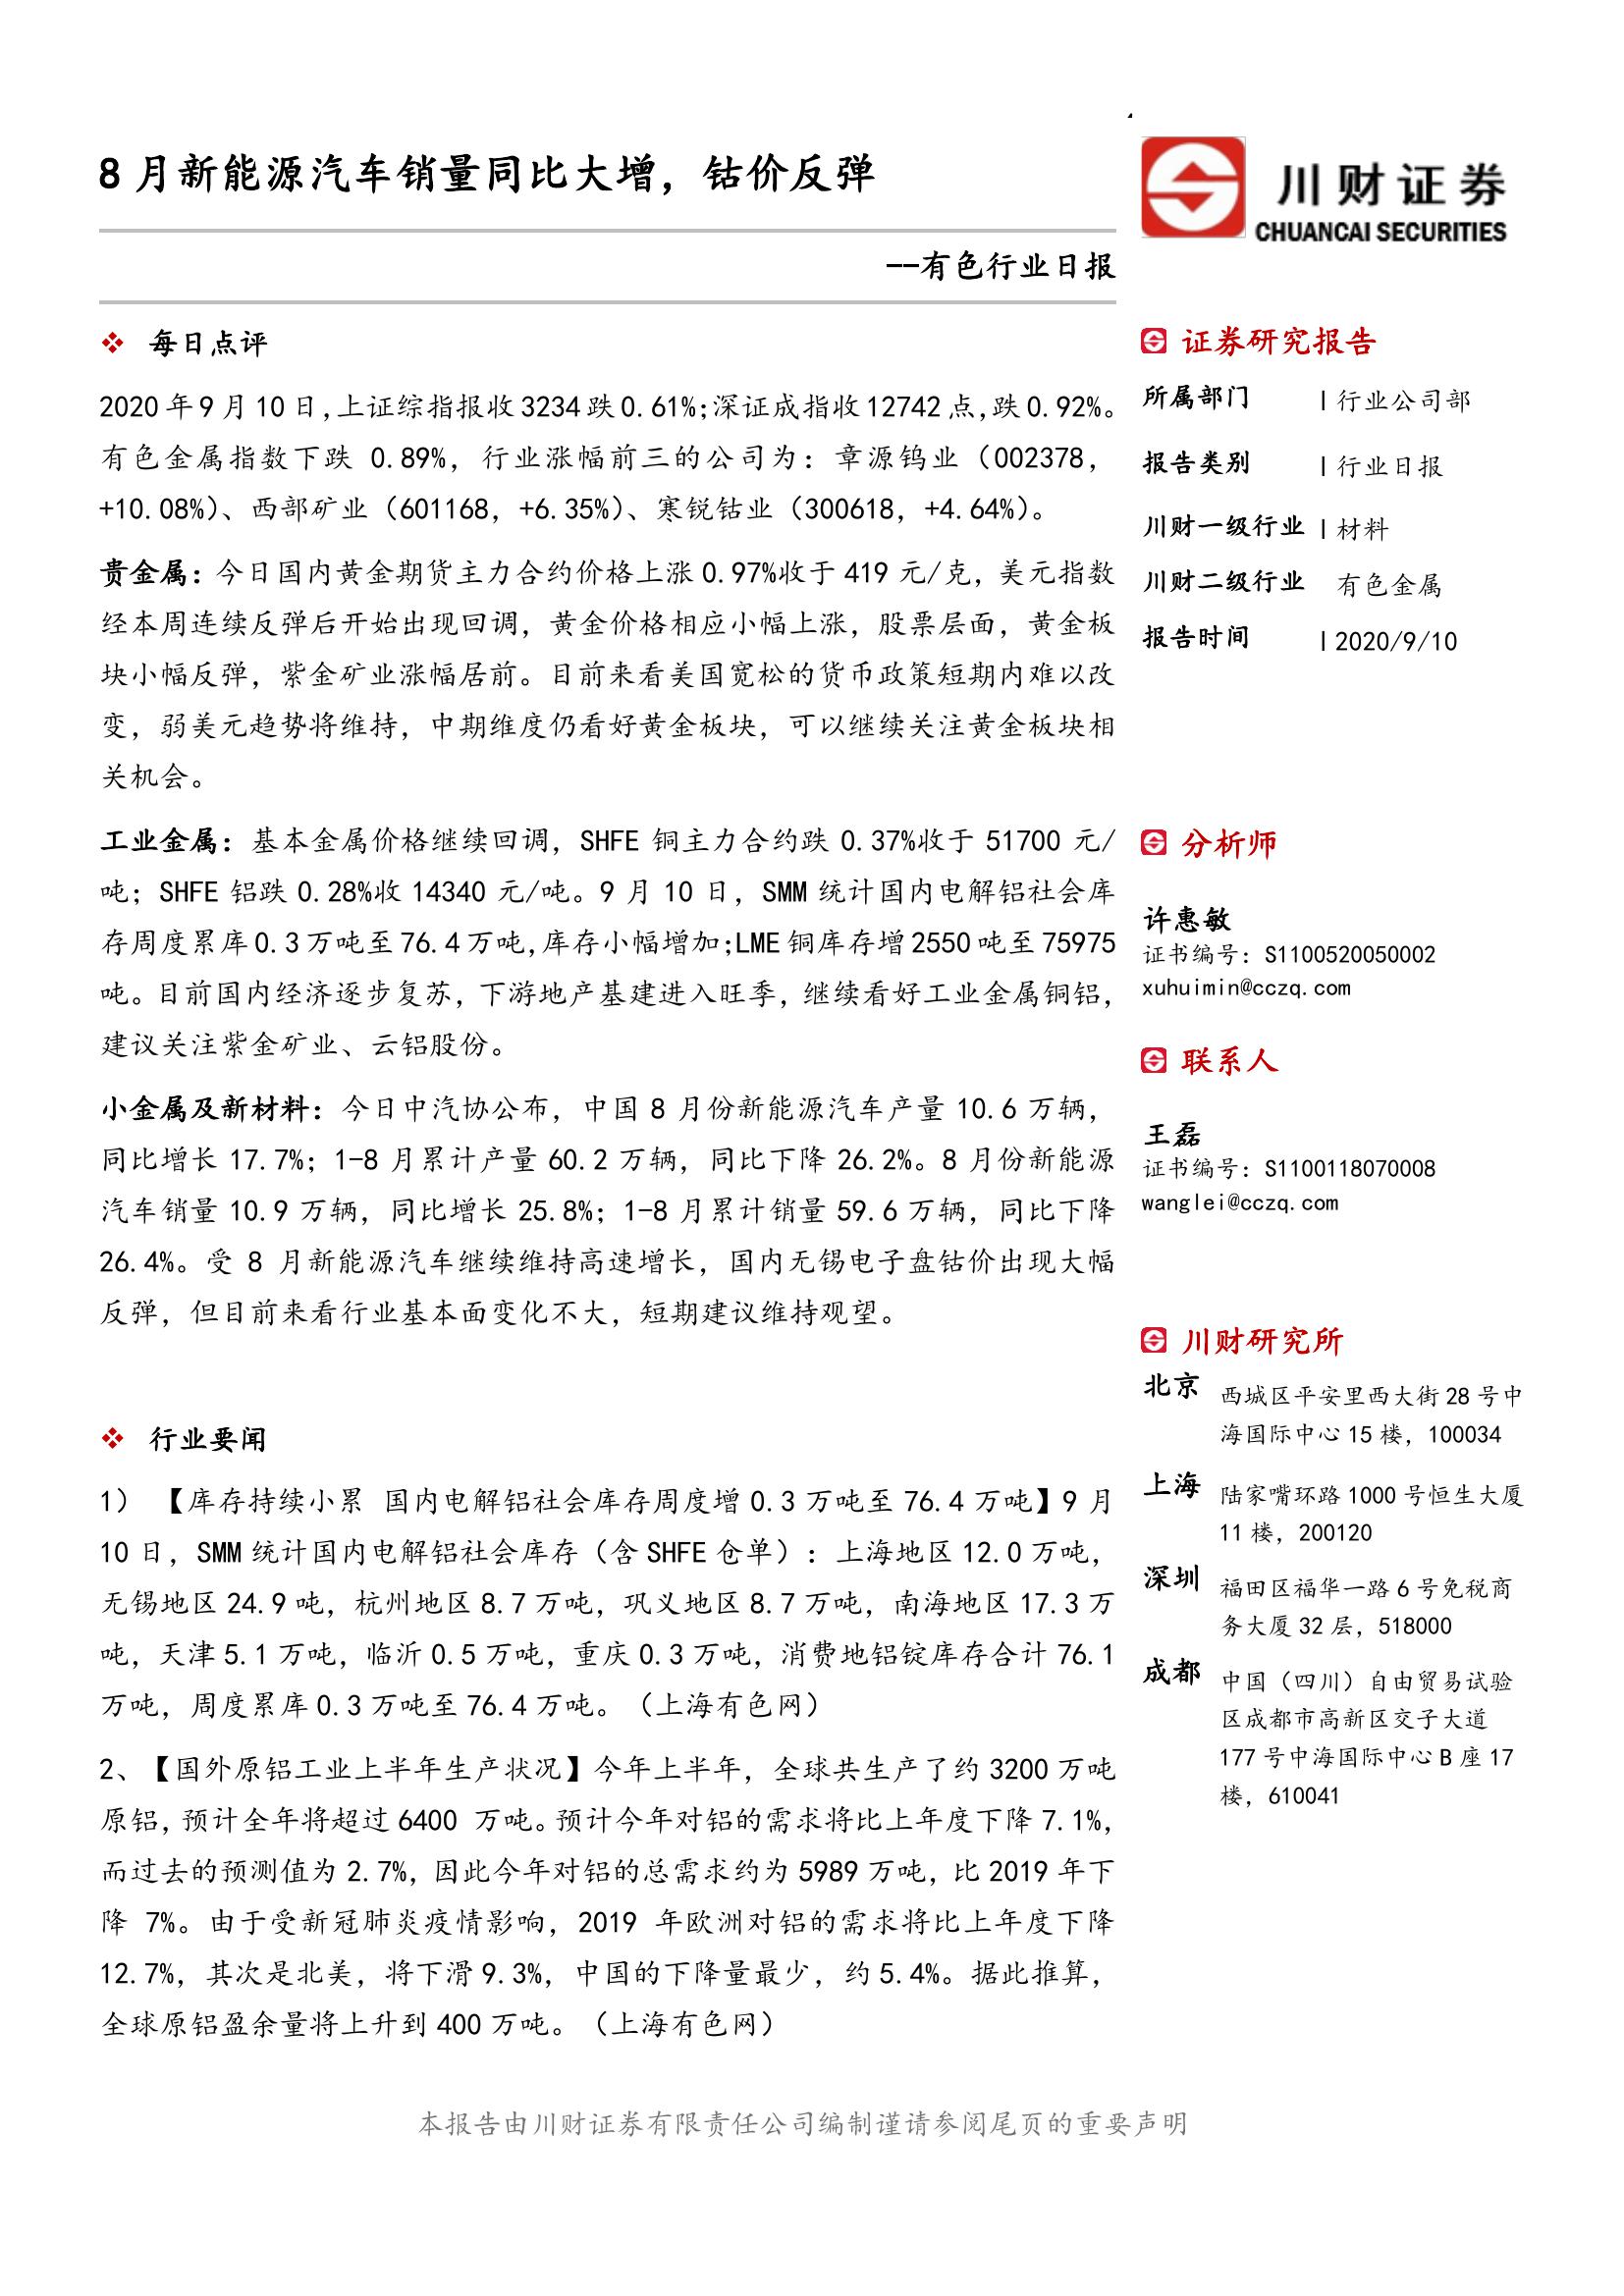 8 月新能源汽车销量同比大增，钴价反弹
川财证券
CHUANCAI SECURITIES
——有色行业日报
每日点评
2020 年 9 月 10 日，上证综指报收 3234 跌 0.61%；深证成指收 12742 点，跌 0.92%。
有色金属指数下跌 0.89%，行业涨幅前三的公司为：章源钨业（002378，
+10.08%）、西部矿业（601168，+6.35%）、寒锐钴业（300618，+4.64%）。
贵金属：今日国内黄金期货主力合约价格上涨 0.97%收于 419 元/克，美元指数
经本周连续反弹后开始出现回调，黄金价格相应小幅上涨，股票层面，黄金板
块小幅反弹，紫金矿业涨幅居前。目前来看美国宽松的货币政策短期内难以改
变，弱美元趋势将维持，中期维度仍看好黄金板块，可以继续关注黄金板块相
关机会。
工业金属：基本金属价格继续回调，SHFE 铜主力合约跌 0.37%收于 51700 元/
吨；SHFE 铝跌 0.28%收 14340 元/吨。9 月 10 日，SMM 统计国内电解铝社会库
存周度累库 0.3 万吨至 76.4 万吨，库存小幅增加；LME 铜库存增 2550 吨至 75975
吨。目前国内经济逐步复苏，下游地产基建进入旺季，继续看好工业金属铜铝，
建议关注紫金矿业、云铝股份。
小金属及新材料：今日中汽协公布，中国 8 月份新能源汽车产量 10.6 万辆，
同比增长 17.7%；1-8 月累计产量 60.2 万辆，同比下降 26.2%。8 月份新能源
汽车销量 10.9 万辆，同比增长 25.8%；1-8 月累计销量 59.6 万辆，同比下降
26.4%。受 8 月新能源汽车继续维持高速增长，国内无锡电子盘钴价出现大幅
反弹，但目前来看行业基本面变化不大，短期建议维持观望。
行业要闻
1） 【库存持续小累 国内电解铝社会库存周度增 0.3 万吨至 76.4 万吨】9 月
10 日，SMM 统计国内电解铝社会库存（含 SHFE 仓单）：上海地区 12.0 万吨，
无锡地区 24.9 吨，杭州地区 8.7 万吨，巩义地区 8.7 万吨，南海地区 17.3 万
吨，天津 5.1 万吨，临沂 0.5 万吨，重庆 0.3 万吨，消费地铝锭库存合计 76.1
万吨，周度累库 0.3 万吨至 76.4 万吨。（上海有色网）
2、【国外原铝工业上半年生产状况】今年上半年，全球共生产了约 3200 万吨
原铝，预计全年将超过 6400 万吨。预计今年对铝的需求将比上年度下降 7.1%，
而过去的预测值为 2.7%，因此今年对铝的总需求约为 5989 万吨，比 2019 年下
降 7%。由于受新冠肺炎疫情影响，2019 年欧洲对铝的需求将比上年度下降
12.7%，其次是北美，将下滑 9.3%，中国的下降量最少，约 5.4%。据此推算，
全球原铝盈余量将上升到 400 万吨。（上海有色网）
证券研究报告
所属部门 | 行业公司部
报告类别 | 行业日报
川财一级行业 | 材料
川财二级行业 有色金属
报告时间 | 2020/9/10
分析师
许惠敏
证书编号：S1100520050002
xuhuimin@cczq.com
联系人
王磊
证书编号：S1100118070008
wanglei@cczq.com
川财研究所
北京 西城区平安里西大街 28 号中
海国际中心 15 楼，100034
上海 陆家嘴环路 1000 号恒生大厦
11 楼，200120
深圳 福田区福华一路 6 号免税商
务大厦 32 层，518000
成都 中国（四川）自由贸易试验
区成都市高新区交子大道
177 号中海国际中心 B 座 17
楼，610041
本报告由川财证券有限责任公司编制谨请参阅尾页的重要声明